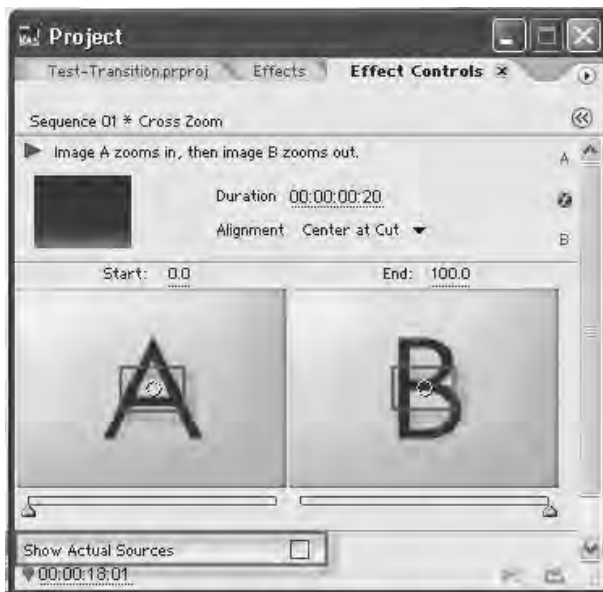 Project
Test-Transition.prproj Effects Effect Controls x
Sequence 01 * Cross Zoom
Image A zooms in, then image B zooms out.
A
Duration 00:00:00:20
Alignment Center at Cut
B
Start: 0.0 End: 100.0
A B
Show Actual Sources
00:00:18:01